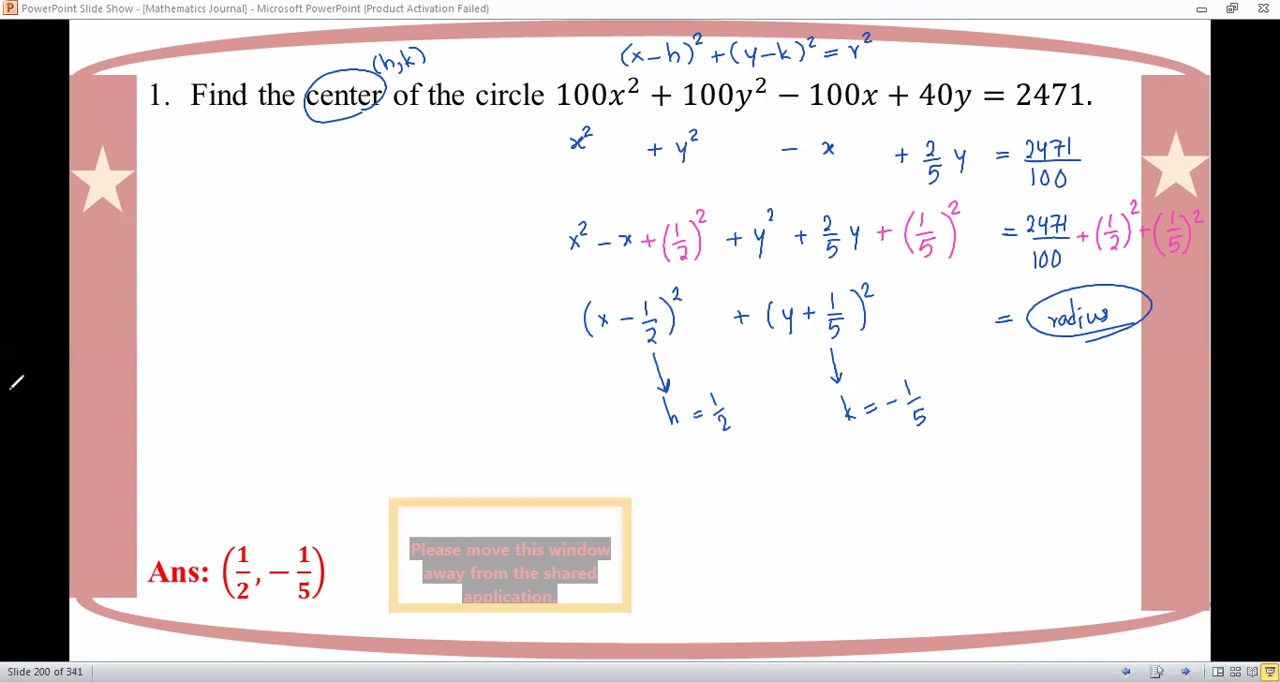 PowerPoint Slide Show - [Mathematics Journal] - Microsoft PowerPoint (Product Activation Failed)
(h,k)
(x-h)² + (y-k)² = r²
1. Find the center of the circle 100x² + 100y² − 100x + 40y = 2471.
x² + y² - x + 2/5 y = 2471/100
x² - x + (1/2)² + y² + 2/5 y + (1/5)² = 2471/100 + (1/2)² + (1/5)²
(x - 1/2)² + (y + 1/5)² = radius
h = 1/2 k = -1/5
Please move this window
away from the shared
application.
Ans: (1/2, −1/5)
Slide 200 of 341